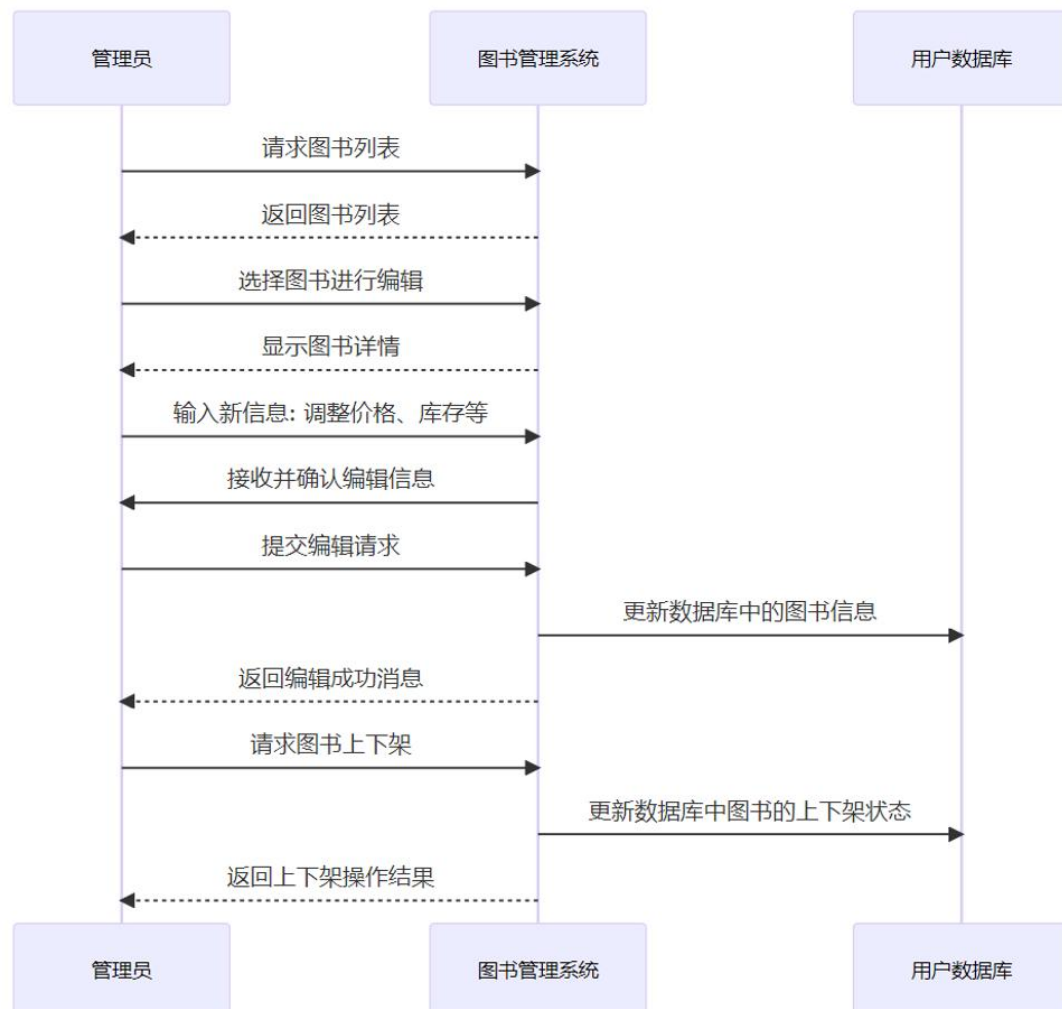 管理员
图书管理系统
用户数据库
请求图书列表
返回图书列表
选择图书进行编辑
显示图书详情
输入新信息: 调整价格、库存等
接收并确认编辑信息
提交编辑请求
更新数据库中的图书信息
返回编辑成功消息
请求图书上下架
更新数据库中图书的上下架状态
返回上下架操作结果
管理员
图书管理系统
用户数据库